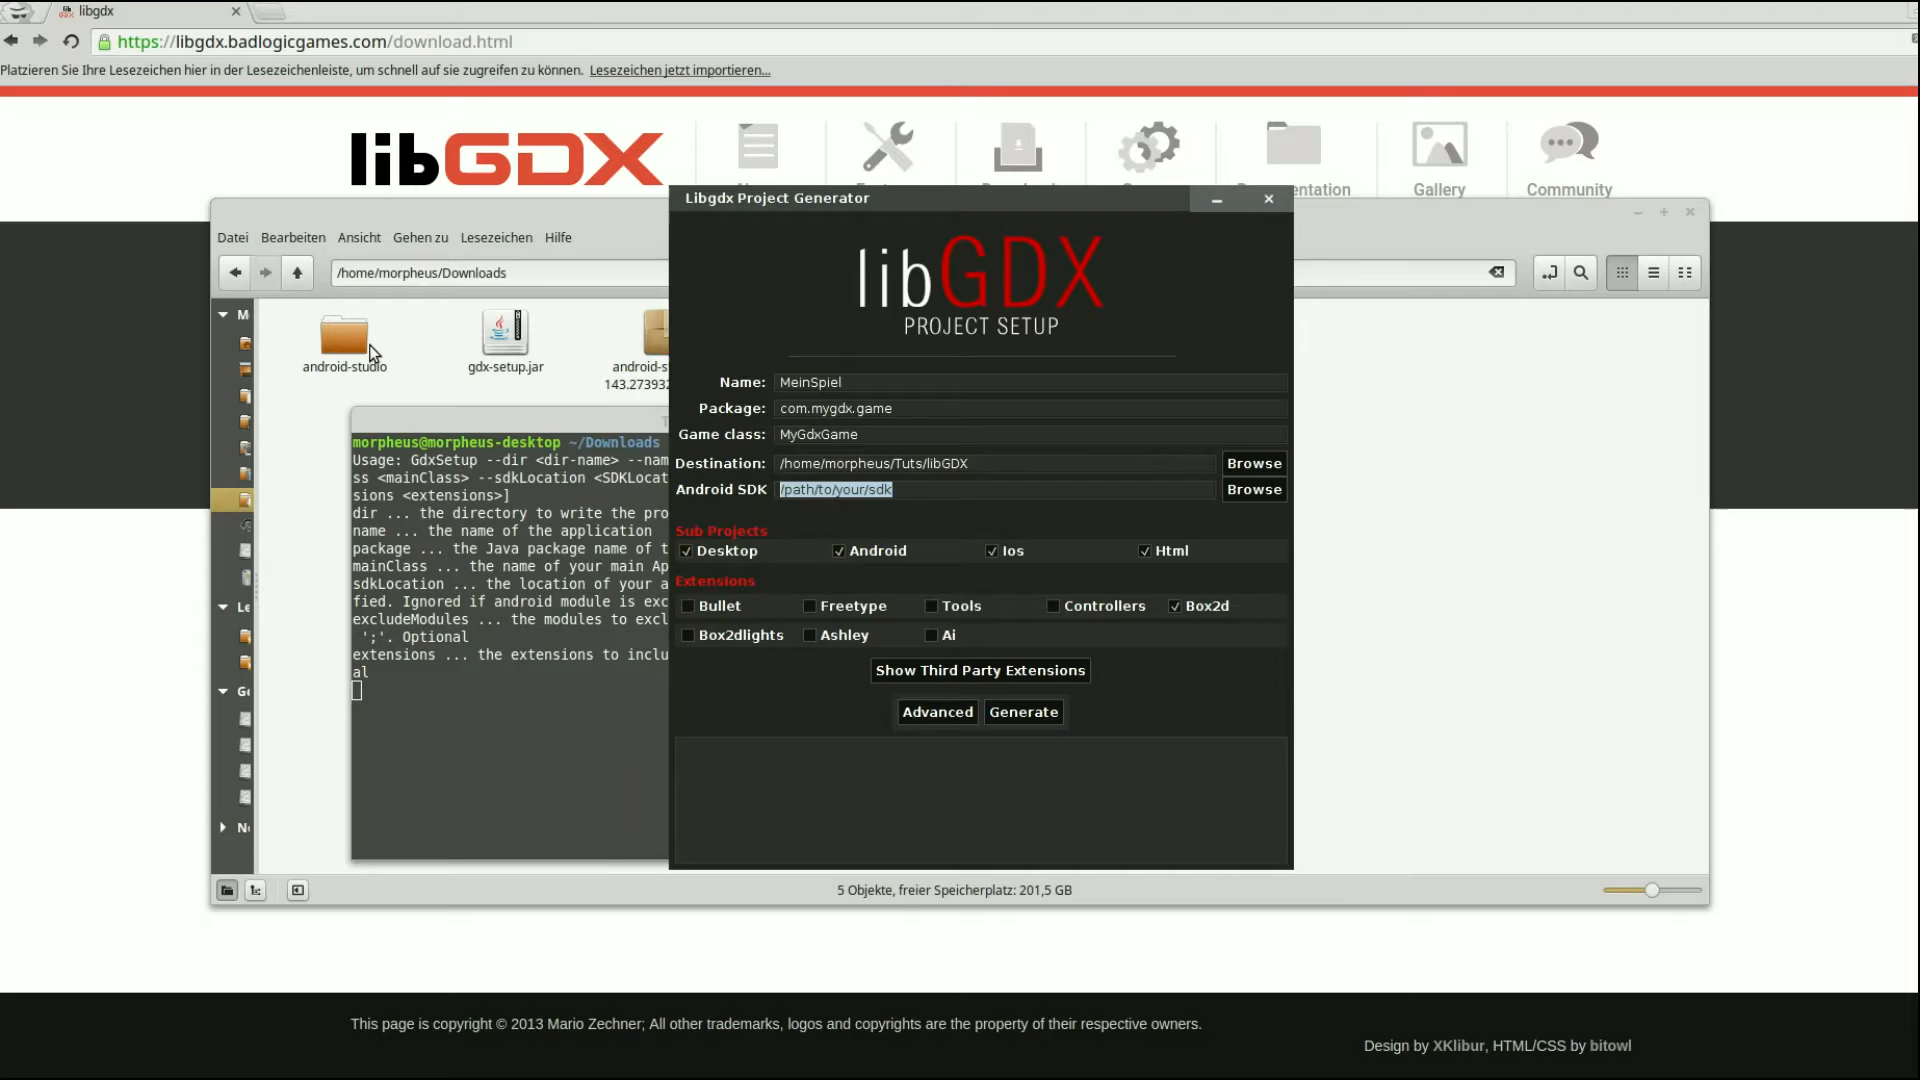 libgdx
https://libgdx.badlogicgames.com/download.html
Platzieren Sie Ihre Lesezeichen hier in der Lesezeichenleiste, um schnell auf sie zugreifen zu können. Lesezeichen jetzt importieren...
libGDX
Gallery
Community
Libgdx Project Generator
Datei Bearbeiten Ansicht Gehen zu Lesezeichen Hilfe
/home/morpheus/Downloads
libGDX
PROJECT SETUP
android-studio
gdx-setup.jar
android-s
143.273932
Name: MeinSpiel
Package: com.mygdx.game
Game class: MyGdxGame
Destination: /home/morpheus/Tuts/libGDX Browse
Android SDK /path/to/your/sdk Browse
Sub Projects
Desktop Android Ios Html
Extensions
Bullet Freetype Tools Controllers Box2d
Box2dlights Ashley Ai
Show Third Party Extensions
Advanced Generate
morpheus@morpheus-desktop ~/Downloads
Usage: GdxSetup --dir <dir-name> --nam
ss <mainClass> --sdkLocation <SDKLocat
sions <extensions>]
dir ... the directory to write the pro
name ... the name of the application
package ... the Java package name of t
mainClass ... the name of your main Ap
sdkLocation ... the location of your a
fied. Ignored if android module is exc
excludeModules ... the modules to excl
';'. Optional
extensions ... the extensions to inclu
al
5 Objekte, freier Speicherplatz: 201,5 GB
This page is copyright © 2013 Mario Zechner; All other trademarks, logos and copyrights are the property of their respective owners.
Design by XKlibur, HTML/CSS by bitowl